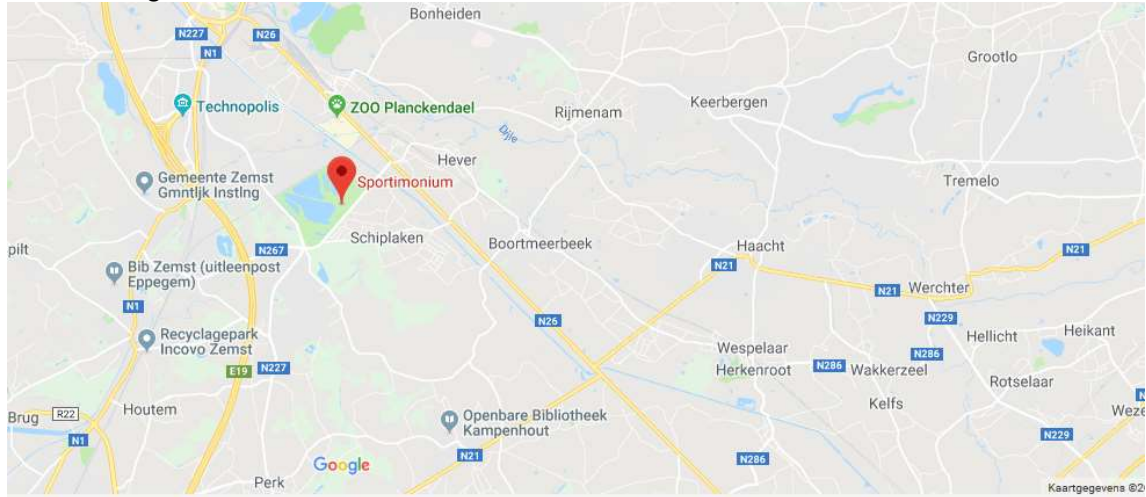 Bonheiden
N227
N26
N1
Grootlo
Technopolis
ZOO Planckendael
Keerbergen
Rijmenam
Dijle
Hever
Gemeente Zemst
Gmntljk Instlng
Sportimonium
Tremelo
Schiplaken
Boortmeerbeek
Haacht
N267
pilt
N21
N21
Bib Zemst (uitleenpost
Eppegem)
N21
Werchter
N1
N26
N229
Hellicht
Heikant
Recyclagepark
Incovo Zemst
Wespelaar
N286
Herkenroot
N286
Wakkerzeel
E19
N227
Rotselaar
Kelfs
Brug
R22
Houtem
Openbare Bibliotheek
Kampenhout
Weze
N1
N229
N21
N286
Google
Perk
Kaartgegevens ©2